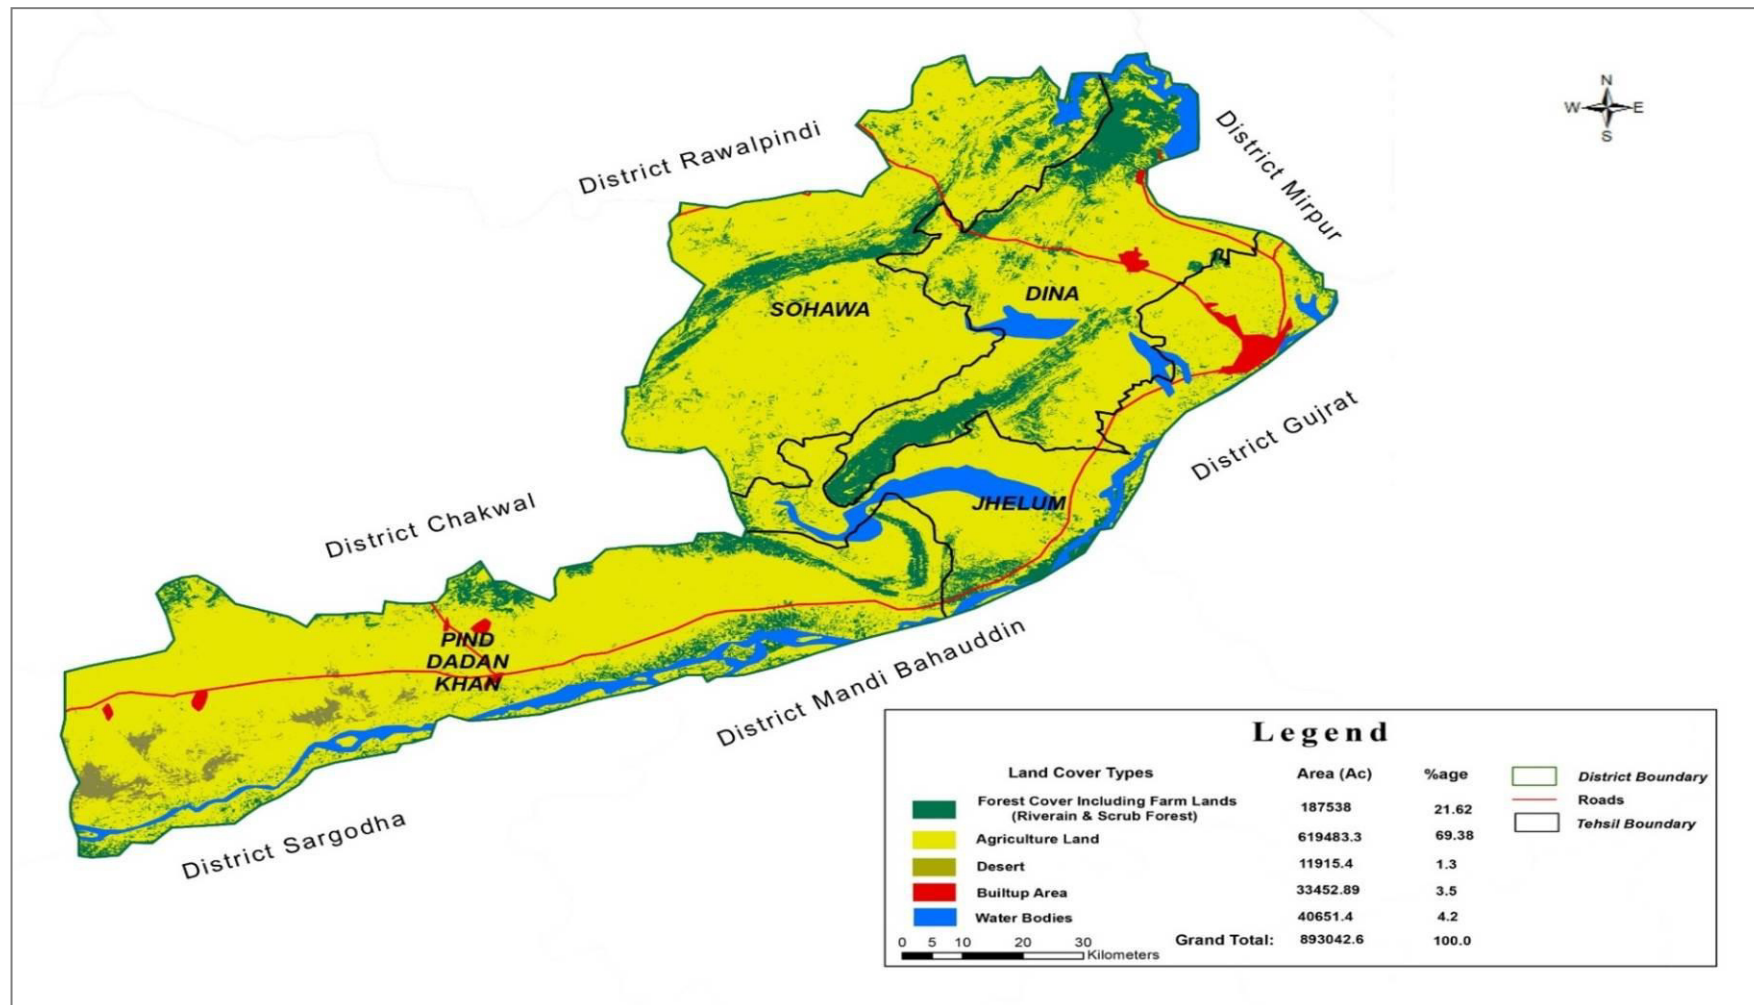 N
W E
S
District Rawalpindi
District Mirpur
SOHAWA
DINA
District Gujrat
JHELUM
District Chakwal
PIND
DADAN
KHAN
District Mandi Bahauddin
District Sargodha
Legend
Land Cover Types Area (Ac) %age
Forest Cover Including Farm Lands
(Riverain & Scrub Forest) 187538 21.62
Agriculture Land 619483.3 69.38
Desert 11915.4 1.3
Builtup Area 33452.89 3.5
Water Bodies 40651.4 4.2
Grand Total: 893042.6 100.0
District Boundary
Roads
Tehsil Boundary
0 5 10 20 30
Kilometers